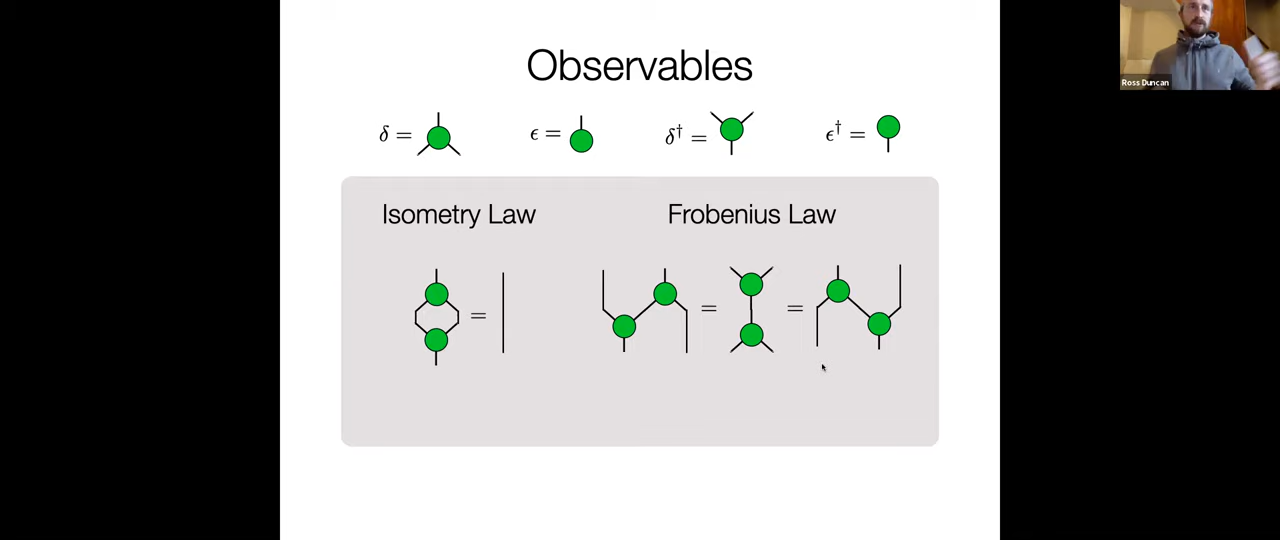 Observables
Ross Duncan
δ =
ϵ =
δ† =
ϵ† =
Isometry Law
Frobenius Law
=
=
=